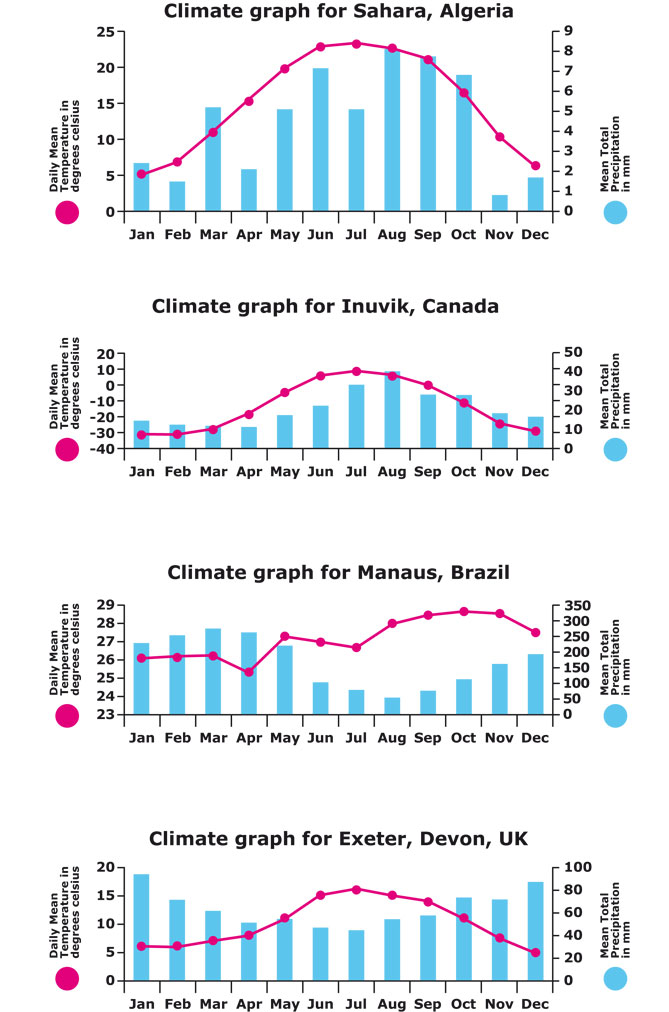 Climate graph for Sahara, Algeria
Daily Mean
Temperature in
degrees celsius
25
20
15
10
5
0
9
8
7
6
5
4
3
2
1
0
Mean Total
Precipitation
in mm
Jan Feb Mar Apr May Jun Jul Aug Sep Oct Nov Dec
Climate graph for Inuvik, Canada
Daily Mean
Temperature in
degrees celsius
20
10
0
-10
-20
-30
-40
50
40
30
20
10
0
Mean Total
Precipitation
in mm
Jan Feb Mar Apr May Jun Jul Aug Sep Oct Nov Dec
Climate graph for Manaus, Brazil
Daily Mean
Temperature in
degrees celsius
29
28
27
26
25
24
23
350
300
250
200
150
100
50
0
Mean Total
Precipitation
in mm
Jan Feb Mar Apr May Jun Jul Aug Sep Oct Nov Dec
Climate graph for Exeter, Devon, UK
Daily Mean
Temperature in
degrees celsius
20
15
10
5
0
100
80
60
40
20
0
Mean Total
Precipitation
in mm
Jan Feb Mar Apr May Jun Jul Aug Sep Oct Nov Dec